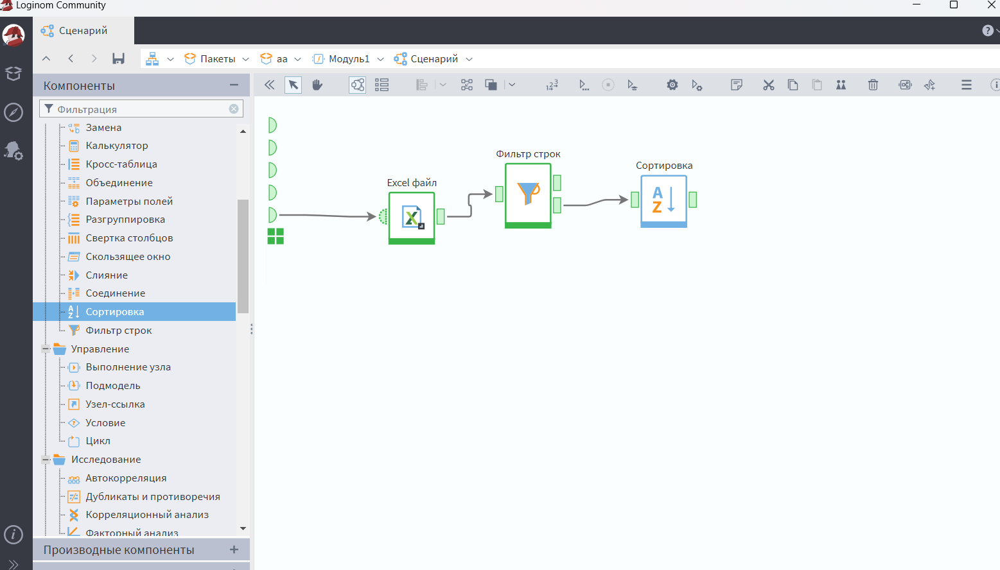 Loginom Community
Сценарий
Пакеты
aa
Модуль1
Сценарий
Компоненты
Фильтрация
Замена
Калькулятор
Кросс-таблица
Объединение
Параметры полей
Разгруппировка
Свертка столбцов
Скользящее окно
Слияние
Соединение
Сортировка
Фильтр строк
Управление
Выполнение узла
Подмодель
Узел-ссылка
Условие
Цикл
Исследование
Автокорреляция
Дубликаты и противоречия
Корреляционный анализ
Факторный анализ
Производные компоненты
Excel файл
Фильтр строк
Сортировка